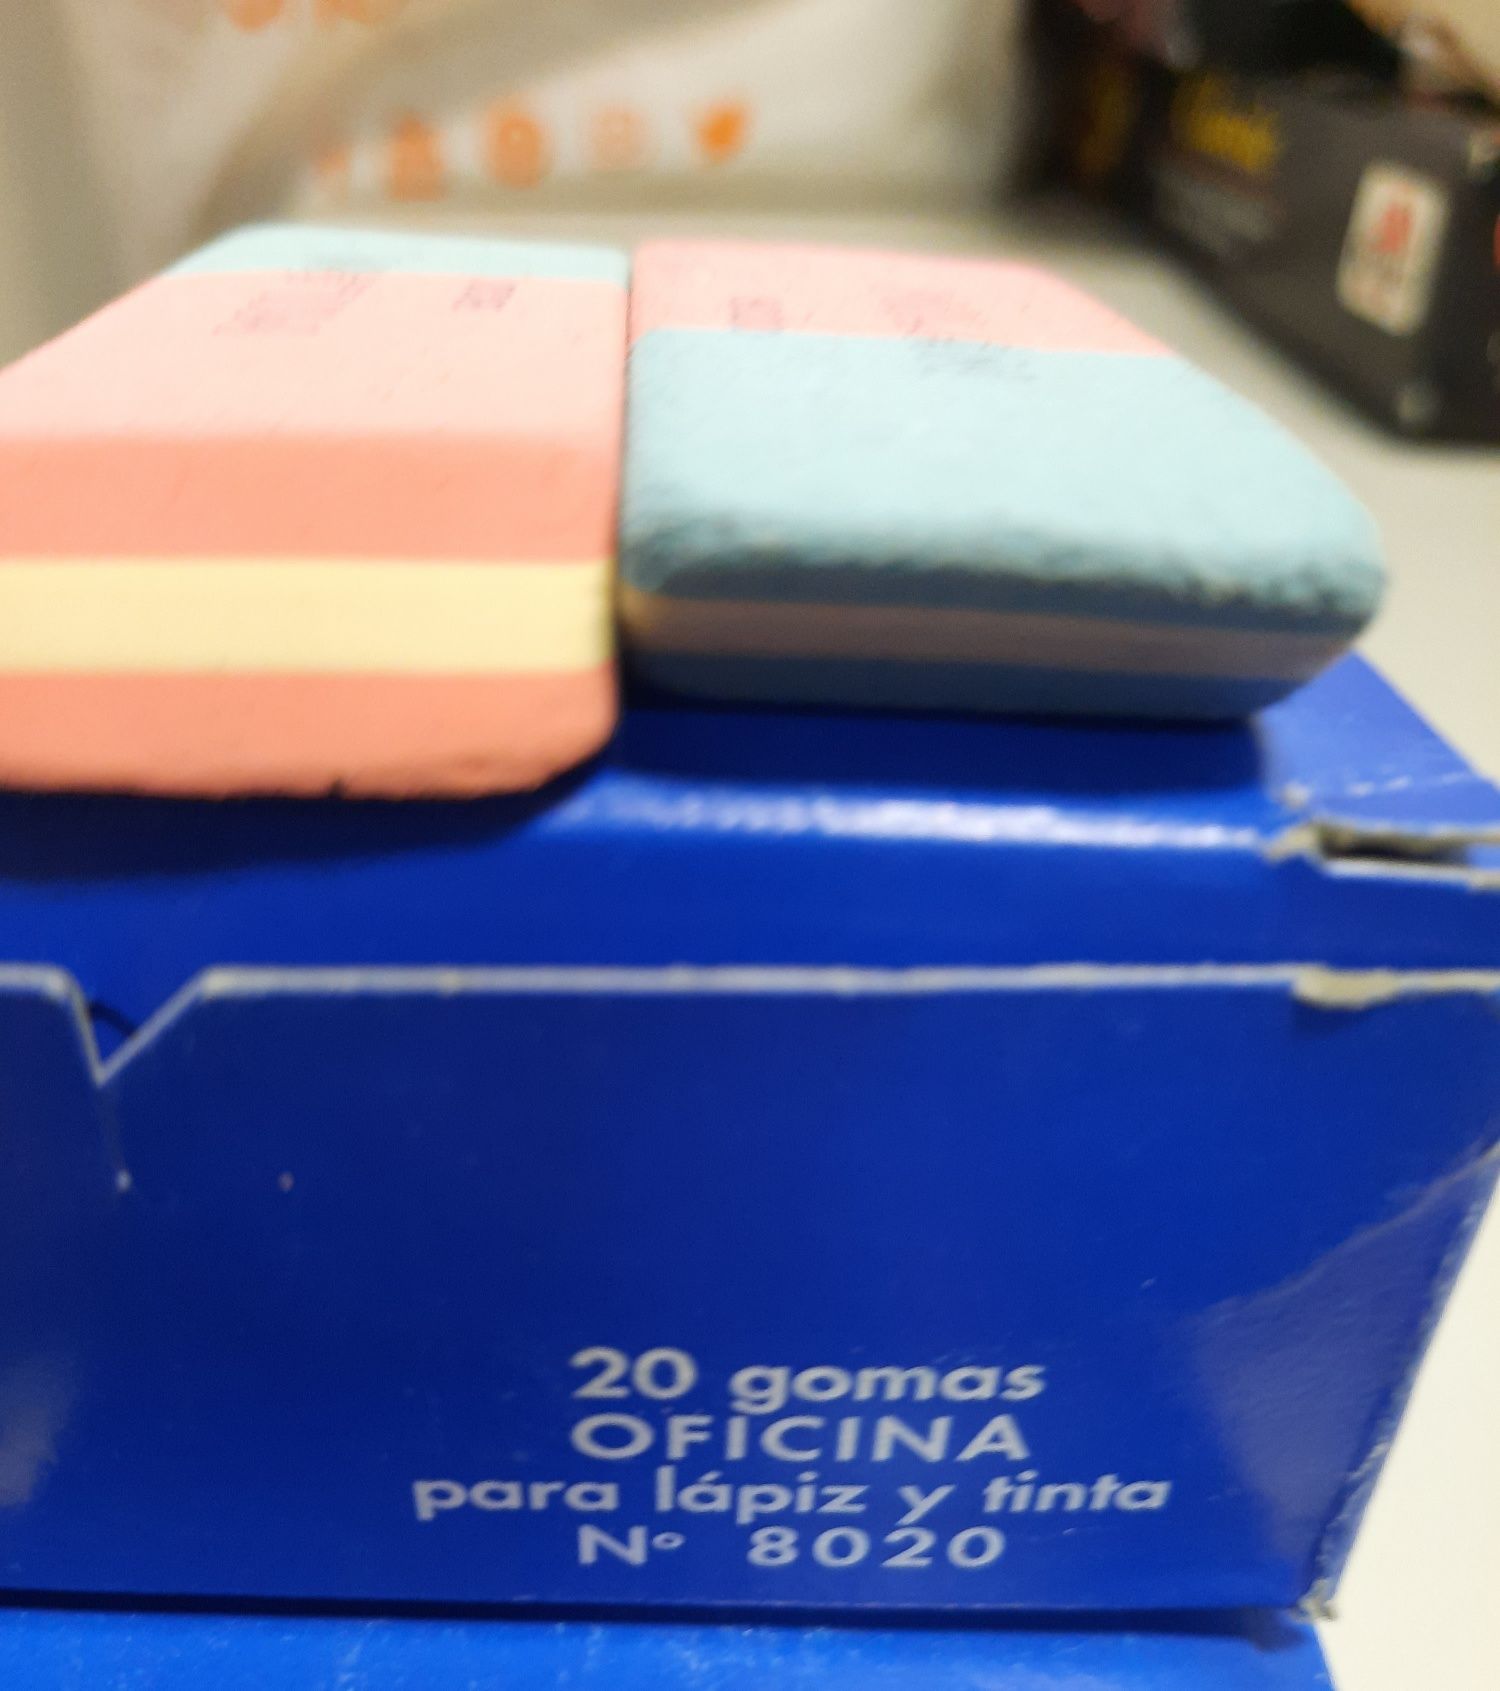 20 gomas
OFICINA
para lápiz y tinta
Nº 8020